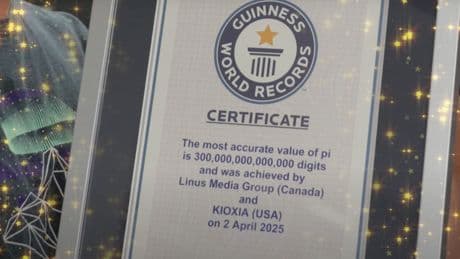 GUINNESS
WORLD RECORDS
CERTIFICATE
The most accurate value of pi
is 300,000,000,000,000 digits
and was achieved by
Linus Media Group (Canada)
and
KIOXIA (USA)
on 2 April 2025